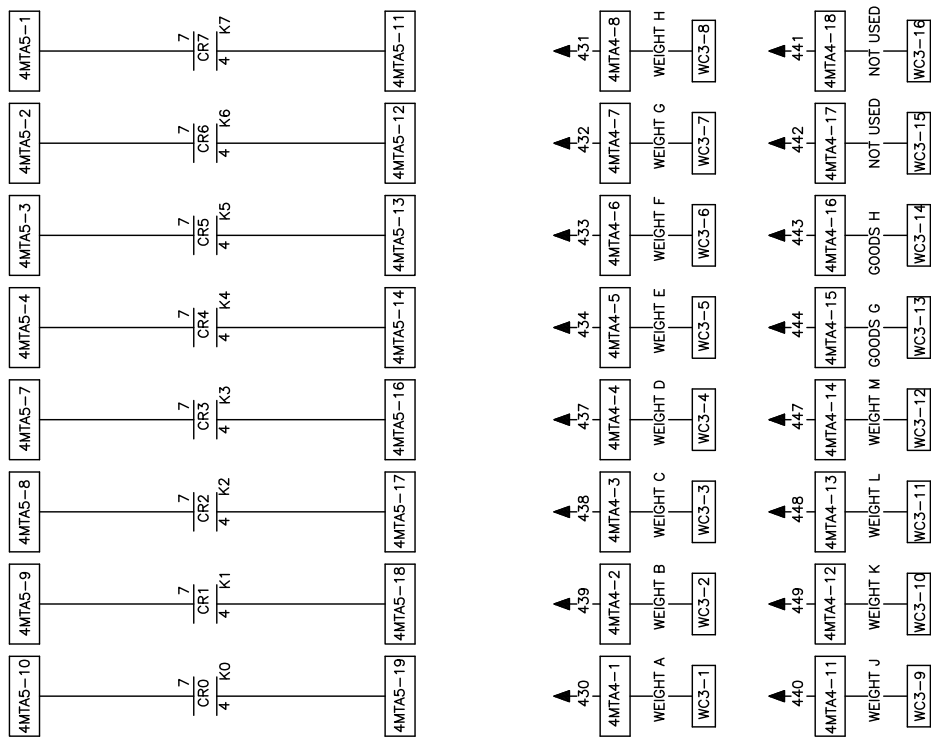 4MTA5-1
7
CR7
4
K7
4MTA5-11
431
4MTA4-8
WEIGHT H
WC3-8
441
4MTA4-18
NOT USED
WC3-16
4MTA5-2
7
CR6
4
K6
4MTA5-12
432
4MTA4-7
WEIGHT G
WC3-7
442
4MTA4-17
NOT USED
WC3-15
4MTA5-3
7
CR5
4
K5
4MTA5-13
433
4MTA4-6
WEIGHT F
WC3-6
443
4MTA4-16
GOODS H
WC3-14
4MTA5-4
7
CR4
4
K4
4MTA5-14
434
4MTA4-5
WEIGHT E
WC3-5
444
4MTA4-15
GOODS G
WC3-13
4MTA5-7
7
CR3
4
K3
4MTA5-16
437
4MTA4-4
WEIGHT D
WC3-4
447
4MTA4-14
WEIGHT M
WC3-12
4MTA5-8
7
CR2
4
K2
4MTA5-17
438
4MTA4-3
WEIGHT C
WC3-3
448
4MTA4-13
WEIGHT L
WC3-11
4MTA5-9
7
CR1
4
K1
4MTA5-18
439
4MTA4-2
WEIGHT B
WC3-2
449
4MTA4-12
WEIGHT K
WC3-10
4MTA5-10
7
CR0
4
K0
4MTA5-19
430
4MTA4-1
WEIGHT A
WC3-1
440
4MTA4-11
WEIGHT J
WC3-9